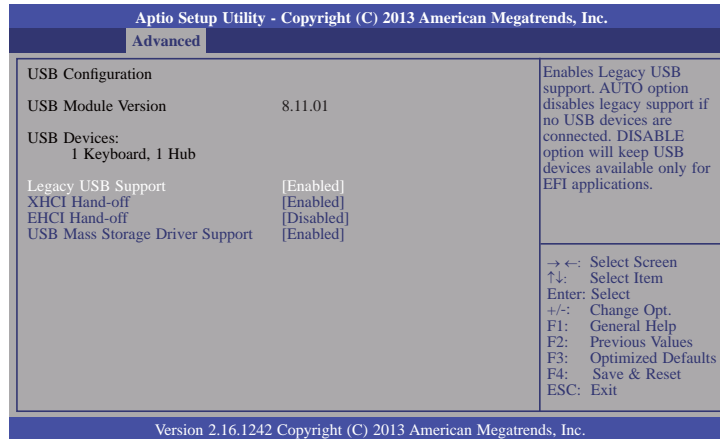 Aptio Setup Utility - Copyright (C) 2013 American Megatrends, Inc.
Advanced
USB Configuration
USB Module Version 8.11.01
USB Devices:
1 Keyboard, 1 Hub
Legacy USB Support [Enabled]
XHCI Hand-off [Enabled]
EHCI Hand-off [Disabled]
USB Mass Storage Driver Support [Enabled]
Enables Legacy USB
support. AUTO option
disables legacy support if
no USB devices are
connected. DISABLE
option will keep USB
devices available only for
EFI applications.
→←: Select Screen
↑↓: Select Item
Enter: Select
+/-: Change Opt.
F1: General Help
F2: Previous Values
F3: Optimized Defaults
F4: Save & Reset
ESC: Exit
Version 2.16.1242 Copyright (C) 2013 American Megatrends, Inc.